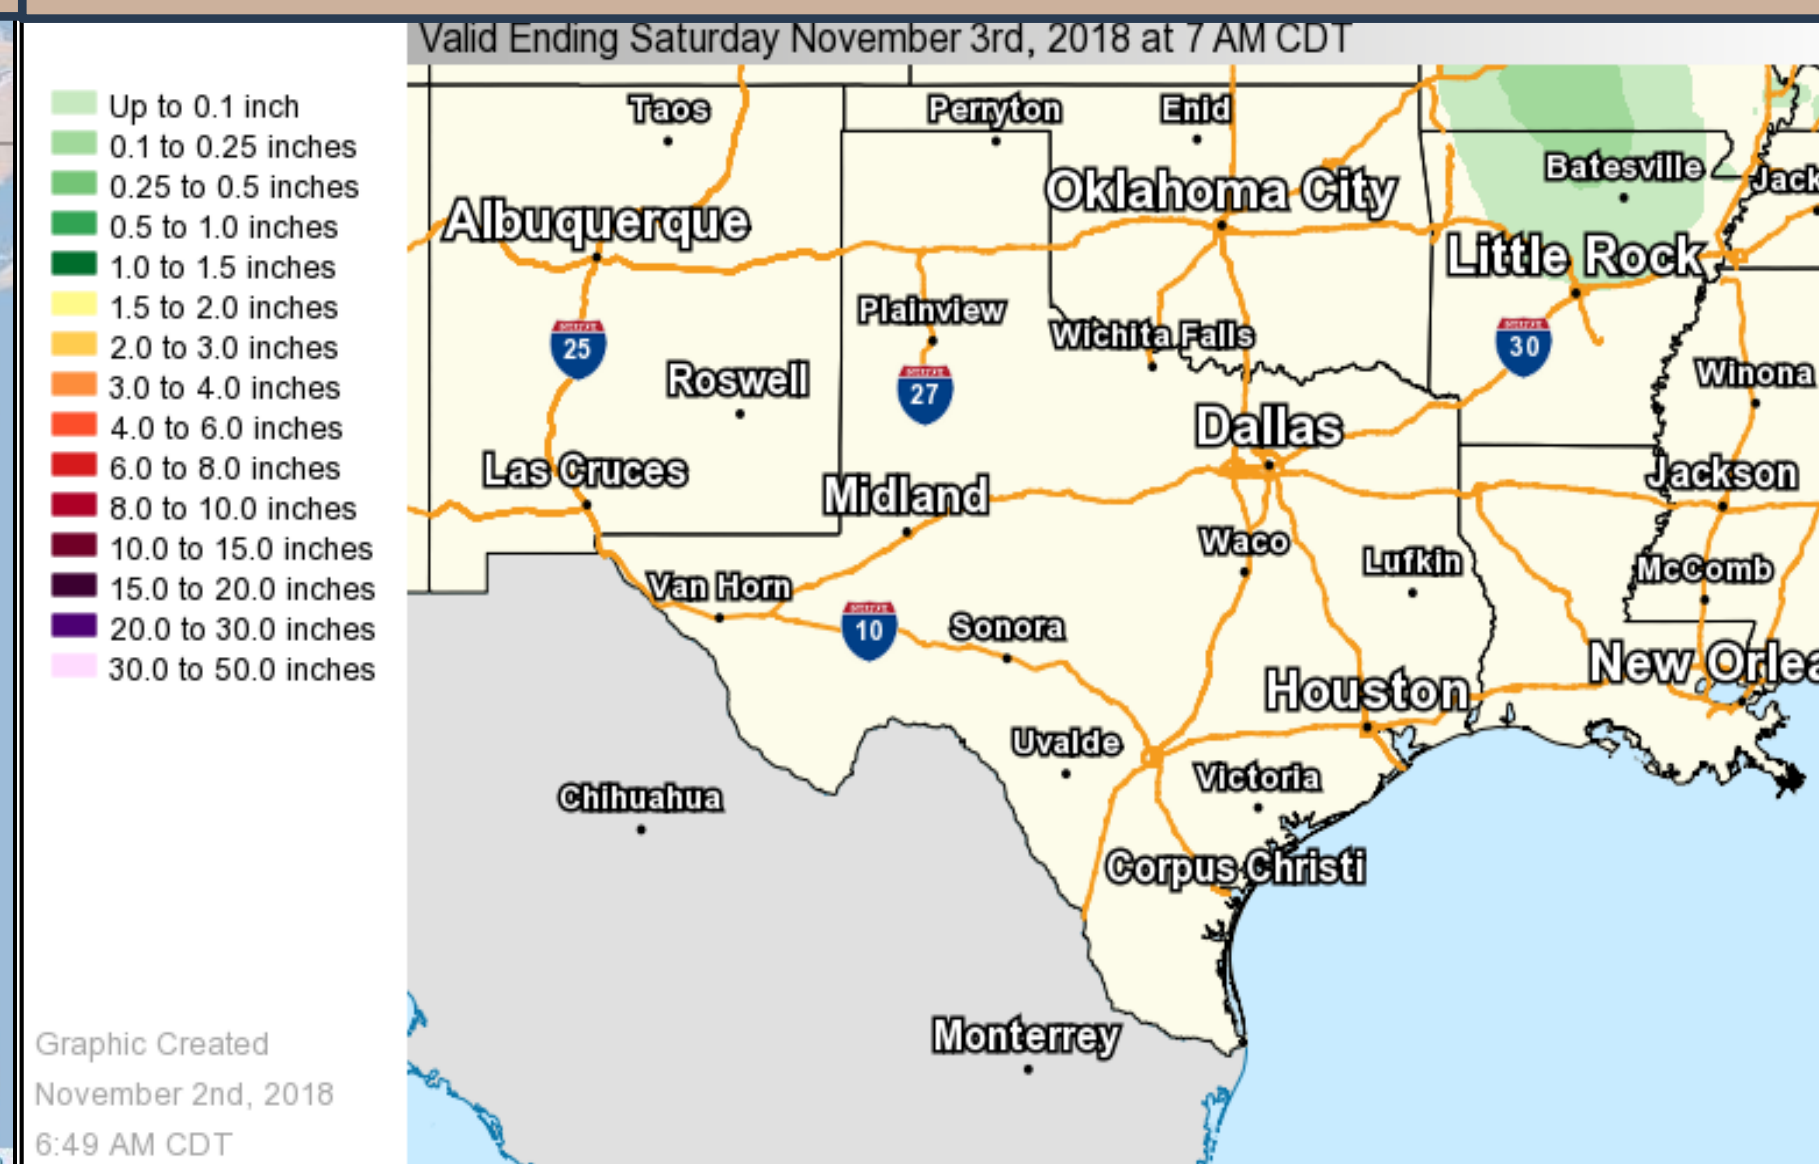 Valid Ending Saturday November 3rd, 2018 at 7 AM CDT
Up to 0.1 inch
0.1 to 0.25 inches
0.25 to 0.5 inches
0.5 to 1.0 inches
1.0 to 1.5 inches
1.5 to 2.0 inches
2.0 to 3.0 inches
3.0 to 4.0 inches
4.0 to 6.0 inches
6.0 to 8.0 inches
8.0 to 10.0 inches
10.0 to 15.0 inches
15.0 to 20.0 inches
20.0 to 30.0 inches
30.0 to 50.0 inches
Graphic Created
November 2nd, 2018
6:49 AM CDT
Taos
Perryton
Enid
Batesville
Jack
Oklahoma City
Albuquerque
Little Rock
Plainview
Wichita Falls
25
30
Roswell
27
Winona
Dallas
Las Cruces
Midland
Jackson
Waco
Lufkin
McComb
Van Horn
10
Sonora
New Orlea
Houston
Uvalde
Victoria
Chihuahua
Corpus Christi
Monterrey